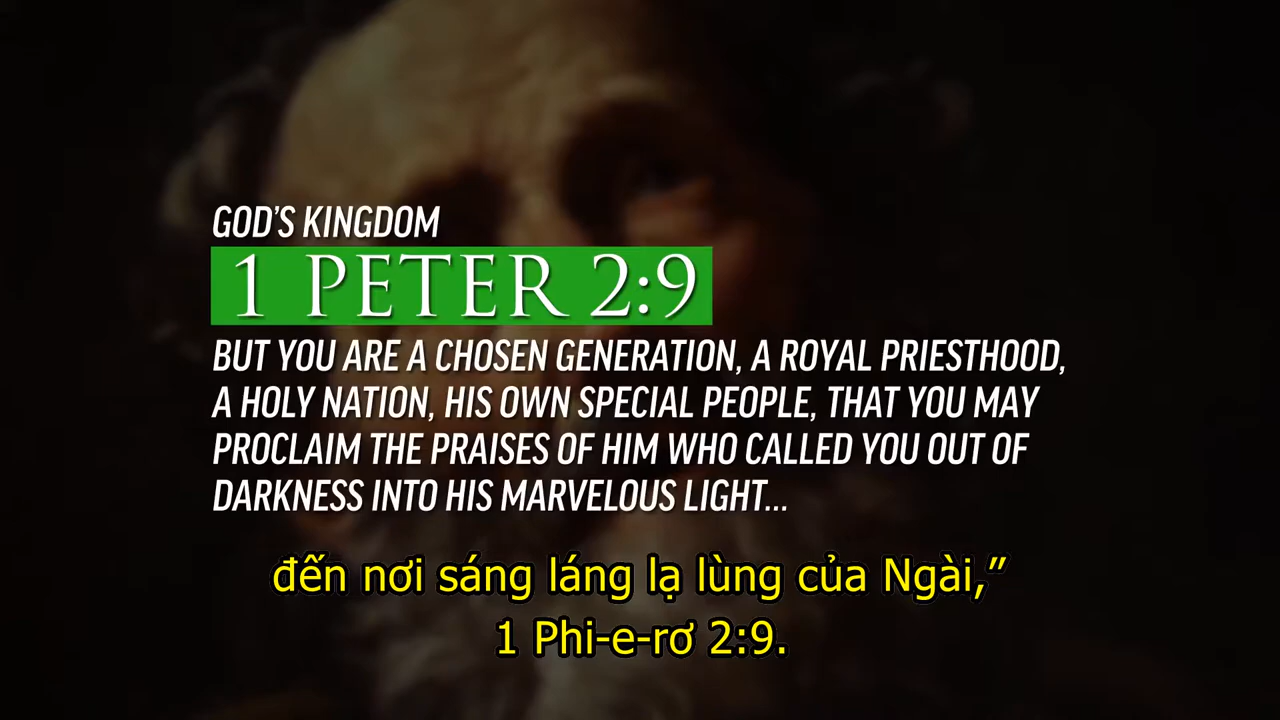 GOD'S KINGDOM
1 PETER 2:9
BUT YOU ARE A CHOSEN GENERATION, A ROYAL PRIESTHOOD,
A HOLY NATION, HIS OWN SPECIAL PEOPLE, THAT YOU MAY
PROCLAIM THE PRAISES OF HIM WHO CALLED YOU OUT OF
DARKNESS INTO HIS MARVELOUS LIGHT...
đến nơi sáng láng lạ lùng của Ngài,”
1 Phi-e-rơ 2:9.